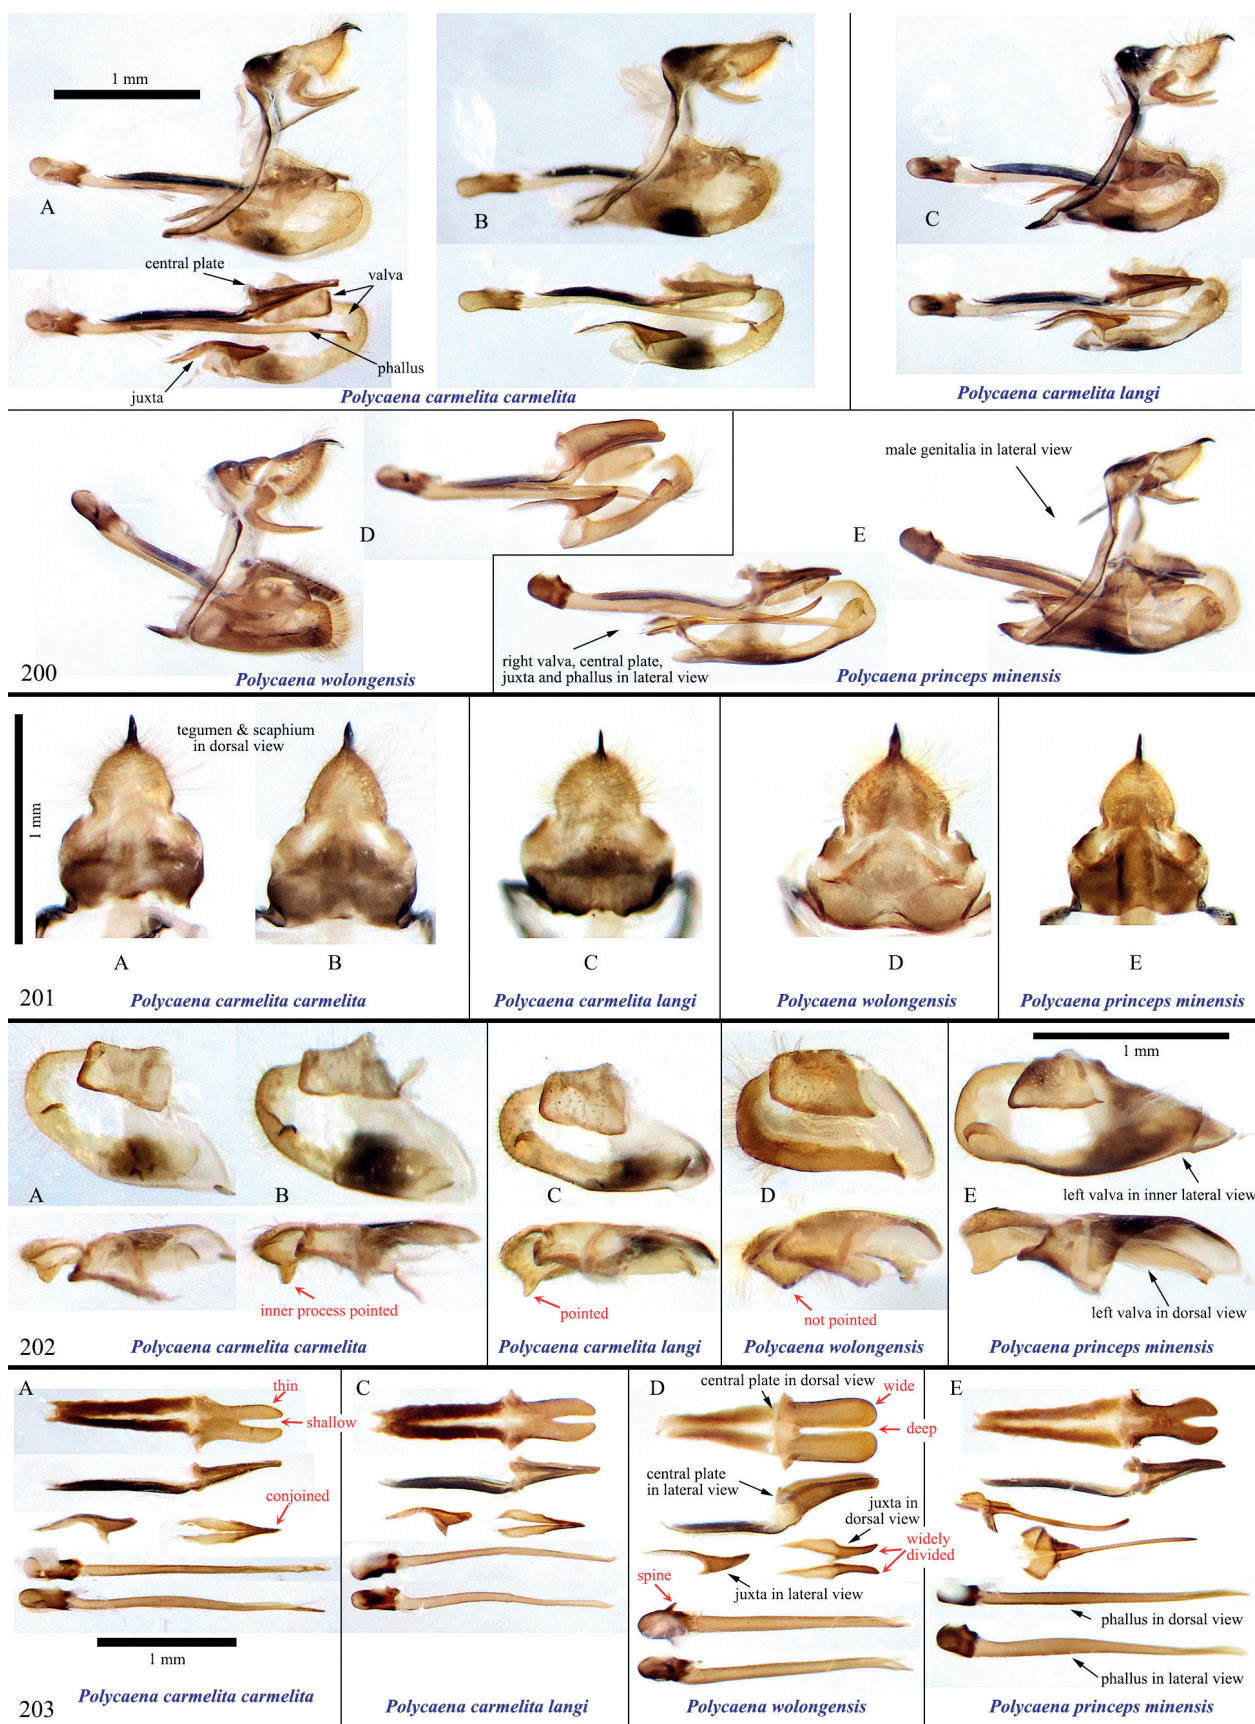 1 mm
A
B
C
central plate
valva
phallus
juxta
Polycaena carmelita carmelita
Polycaena carmelita langi
D
E
male genitalia in lateral view
right valva, central plate,
juxta and phallus in lateral view
200
Polycaena wolongensis
Polycaena princeps minensis
1 mm
tegumen & scaphium
in dorsal view
A
B
C
D
E
201
Polycaena carmelita carmelita
Polycaena carmelita langi
Polycaena wolongensis
Polycaena princeps minensis
1 mm
A
B
C
D
E
left valva in inner lateral view
inner process pointed
pointed
not pointed
left valva in dorsal view
202
Polycaena carmelita carmelita
Polycaena carmelita langi
Polycaena wolongensis
Polycaena princeps minensis
A
thin
shallow
conjoined
1 mm
203
Polycaena carmelita carmelita
C
Polycaena carmelita langi
D
central plate in dorsal view
wide
deep
central plate
in lateral view
juxta in
dorsal view
widely
divided
juxta in lateral view
spine
Polycaena wolongensis
E
phallus in dorsal view
phallus in lateral view
Polycaena princeps minensis